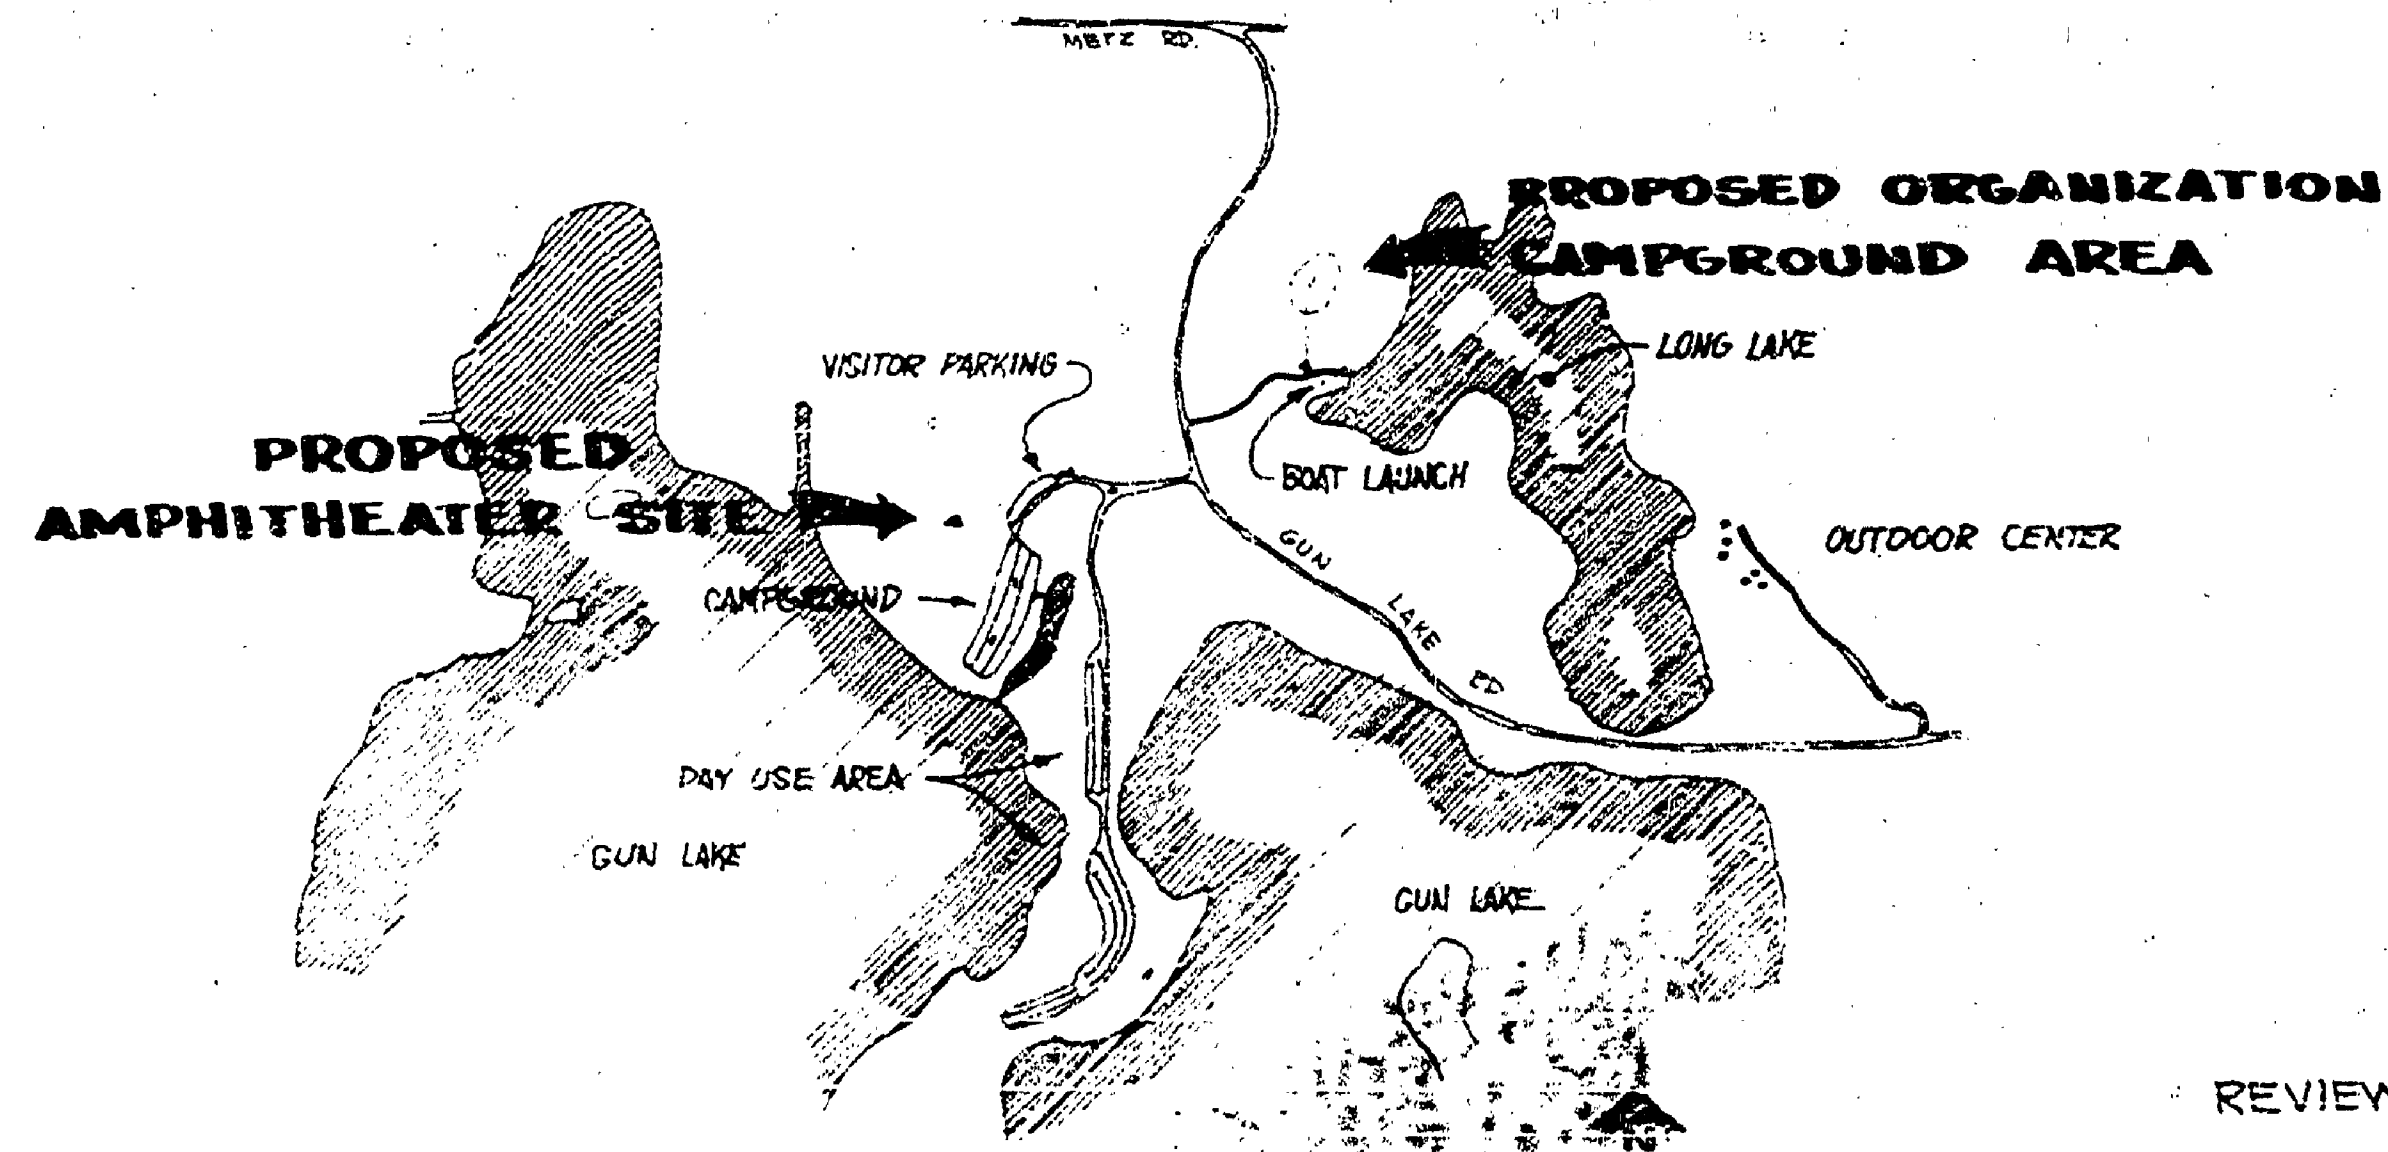 METZ RD.
PROPOSED ORGANIZATION
CAMPGROUND AREA
LONG LAKE
VISITOR PARKING
PROPOSED
AMPHITHEATER SITE
BOAT LAUNCH
OUTDOOR CENTER
GUN LAKE RD
CAMPGROUND
DAY USE AREA
GUN LAKE
GUN LAKE
REVIEW
N